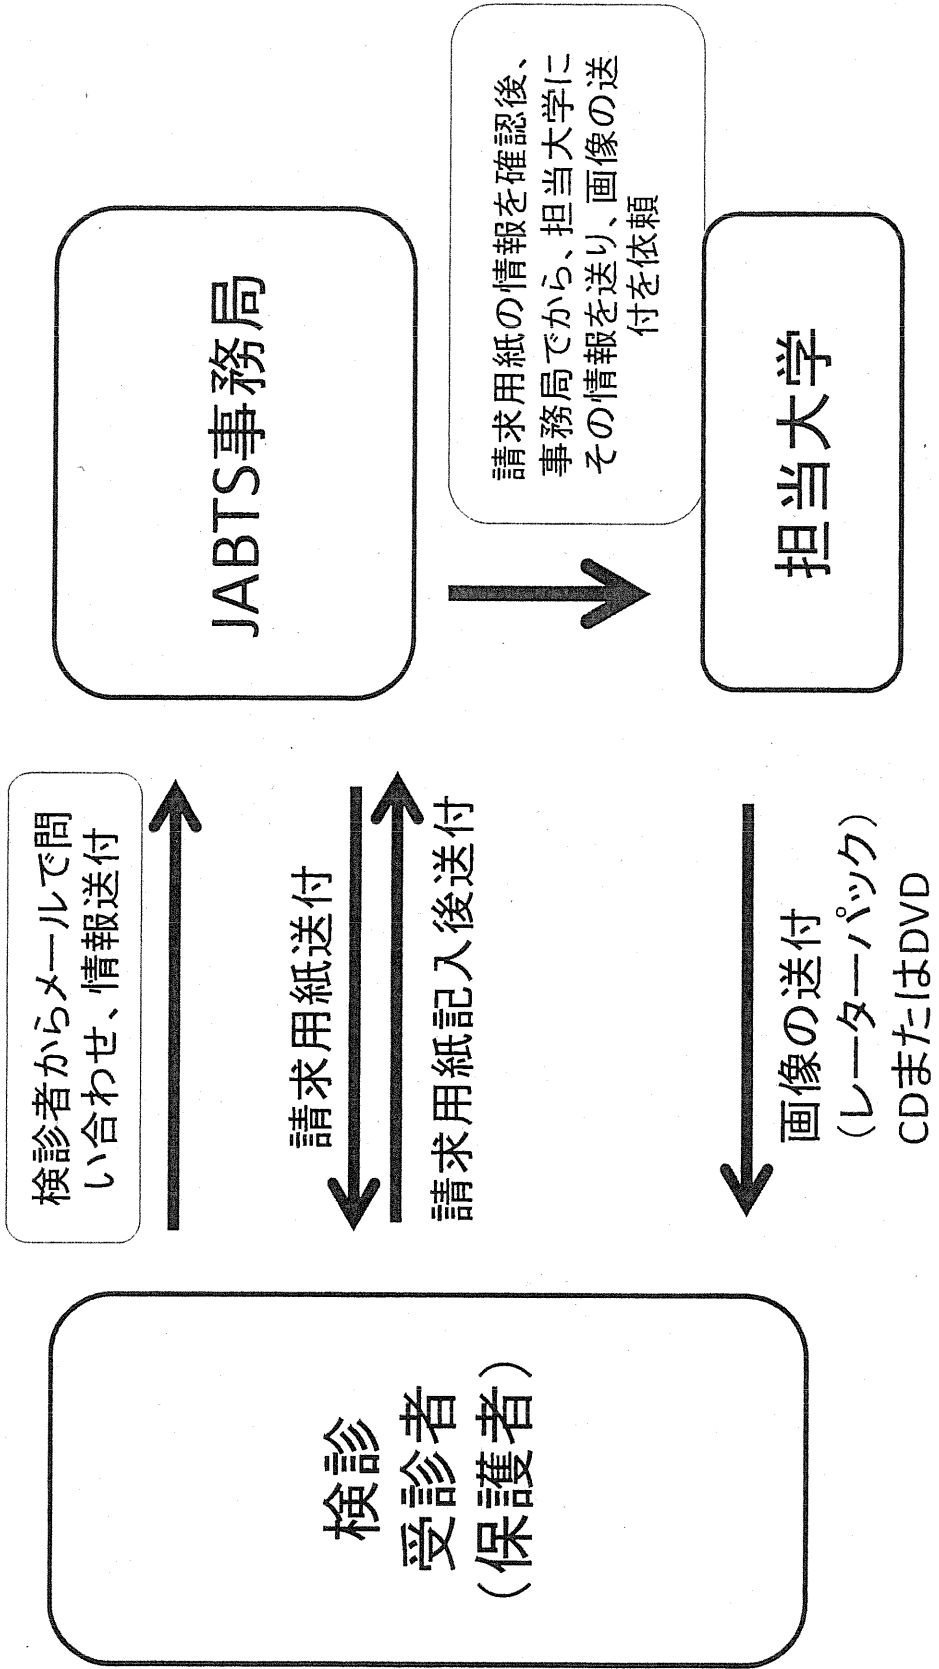 検診者からメールで問
い合わせ、情報送付
JABTS事務局
請求用紙送付
請求用紙記入後送付
検診
受診者
（保護者）
請求用紙の情報を確認後、
事務局でから、担当大学に
その情報を送り、画像の送
付を依頼
担当大学
画像の送付
（レーターパック）
CDまたはDVD